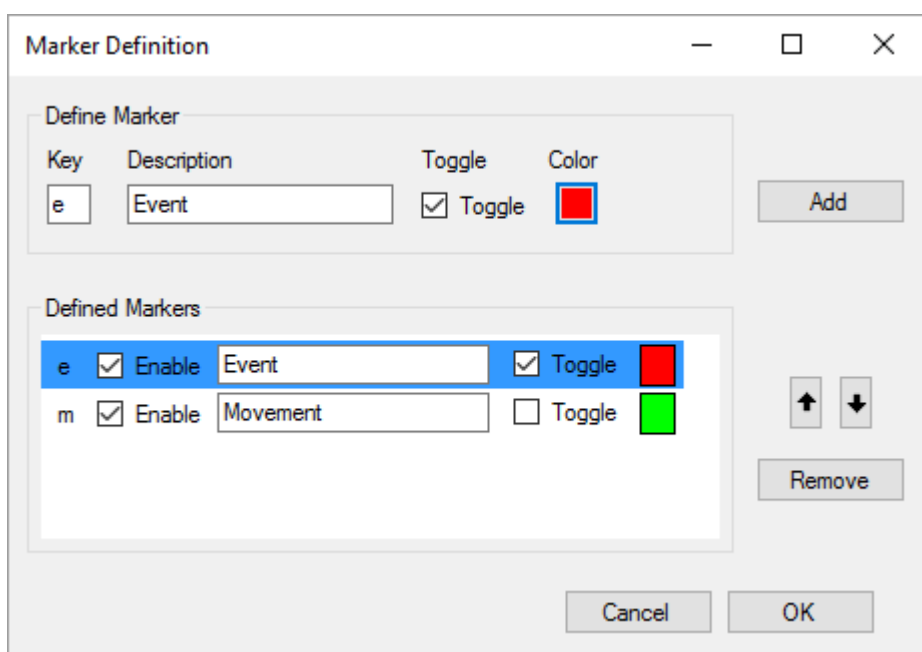 Marker Definition
Define Marker
Key Description Toggle Color
e Event Toggle
Add
Defined Markers
e Enable Event Toggle
m Enable Movement Toggle
Remove
Cancel OK